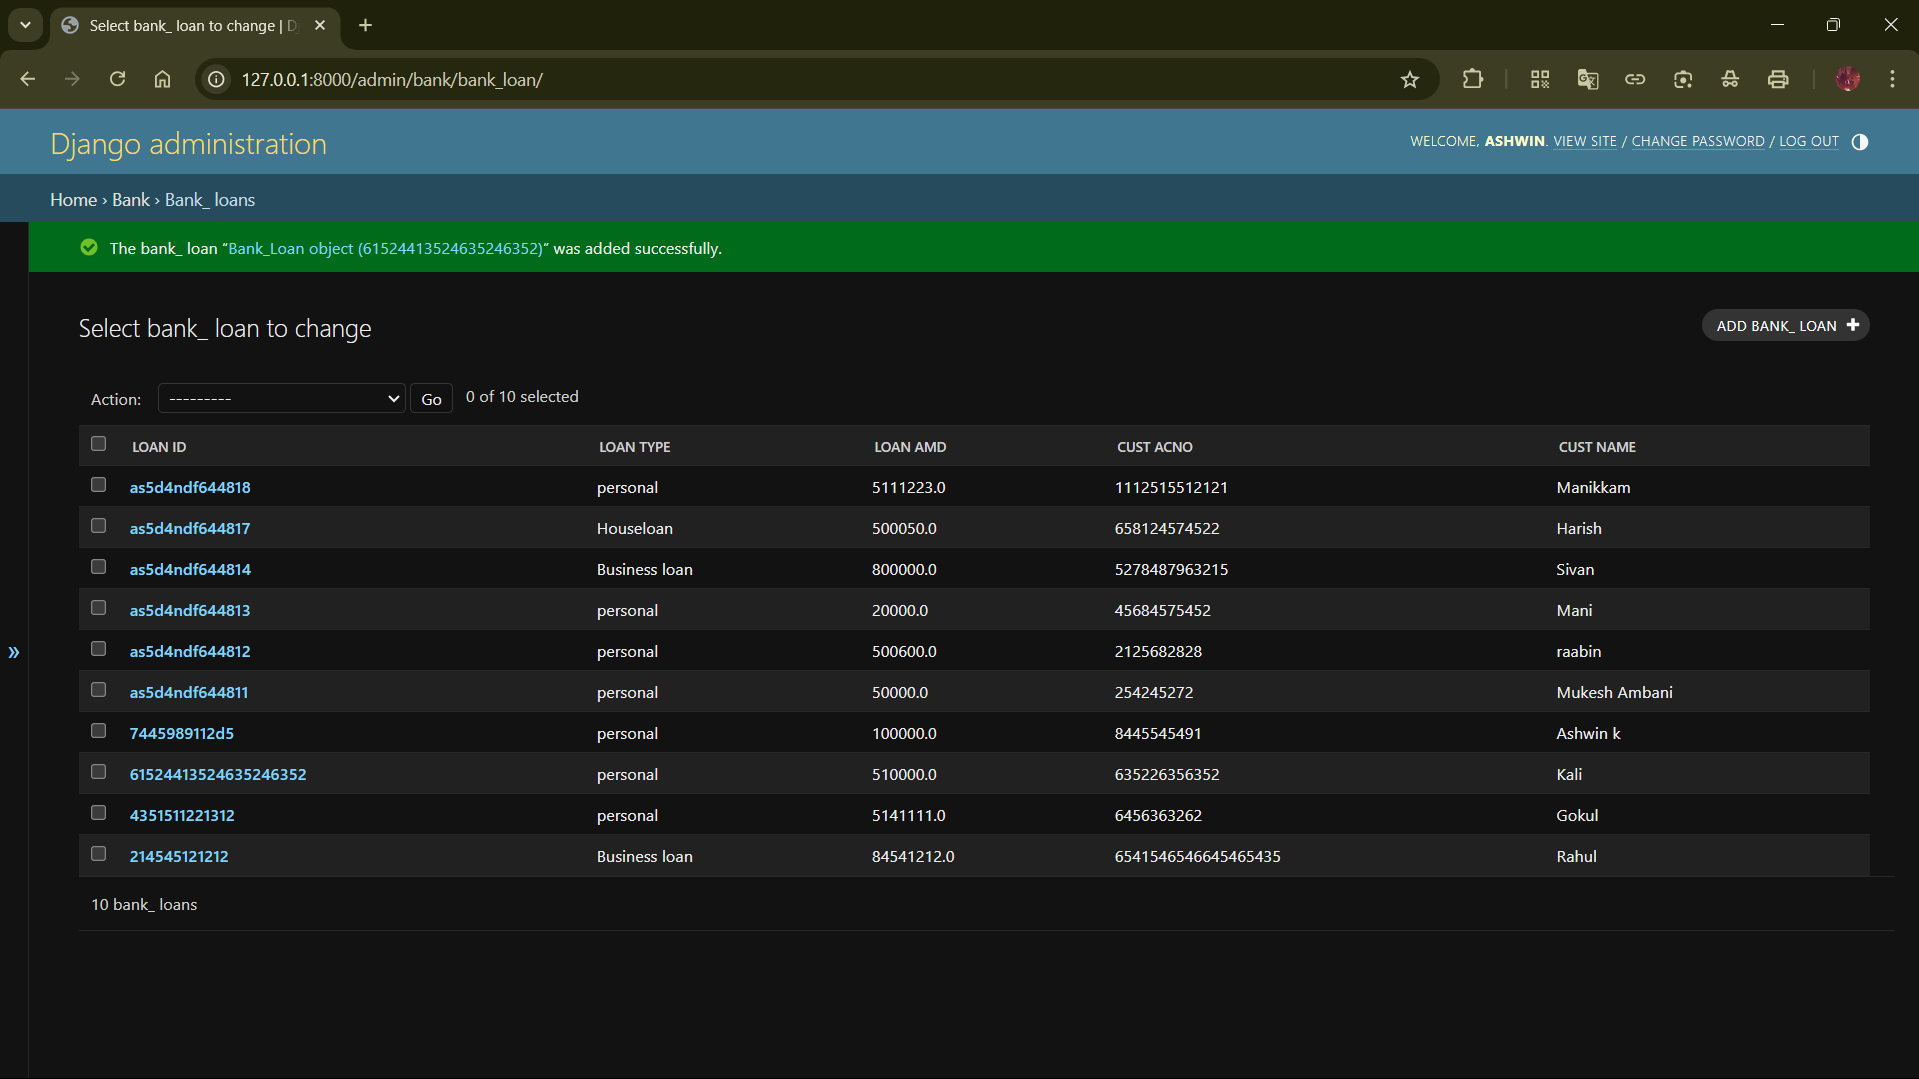 Select bank_ loan to change | D
127.0.0.1:8000/admin/bank/bank_loan/
Django administration
WELCOME, ASHWIN. VIEW SITE / CHANGE PASSWORD / LOG OUT
Home › Bank › Bank_ loans
The bank_ loan “Bank_Loan object (61524413524635246352)” was added successfully.
Select bank_ loan to change
ADD BANK_ LOAN
Action: --------- Go 0 of 10 selected
LOAN ID LOAN TYPE LOAN AMD CUST ACNO CUST NAME
as5d4ndf644818 personal 5111223.0 1112515512121 Manikkam
as5d4ndf644817 Houseloan 500050.0 658124574522 Harish
as5d4ndf644814 Business loan 800000.0 5278487963215 Sivan
as5d4ndf644813 personal 20000.0 45684575452 Mani
as5d4ndf644812 personal 500600.0 2125682828 raabin
as5d4ndf644811 personal 50000.0 254245272 Mukesh Ambani
7445989112d5 personal 100000.0 8445545491 Ashwin k
61524413524635246352 personal 510000.0 635226356352 Kali
4351511221312 personal 5141111.0 6456363262 Gokul
214545121212 Business loan 84541212.0 6541546546645465435 Rahul
10 bank_ loans